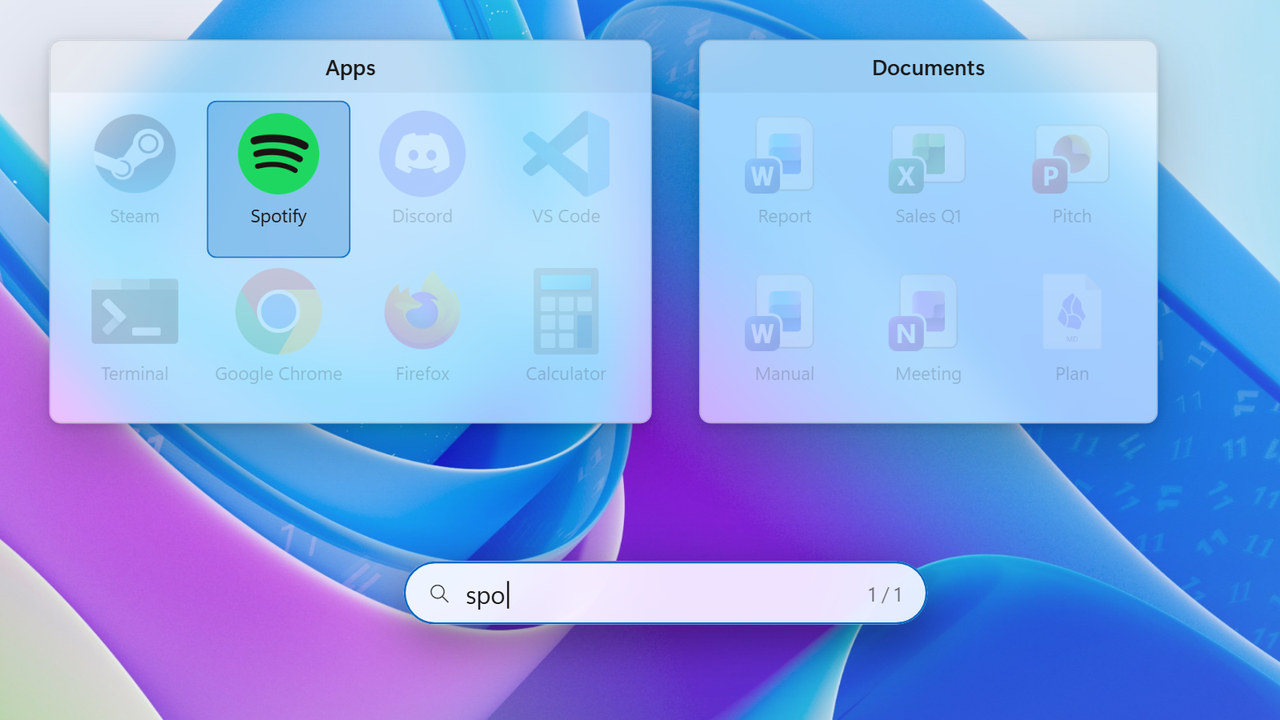 Apps
Steam
Spotify
Discord
VS Code
Terminal
Google Chrome
Firefox
Calculator
Documents
W
Report
X
Sales Q1
P
Pitch
W
Manual
N
Meeting
MD
Plan
spo
1 / 1